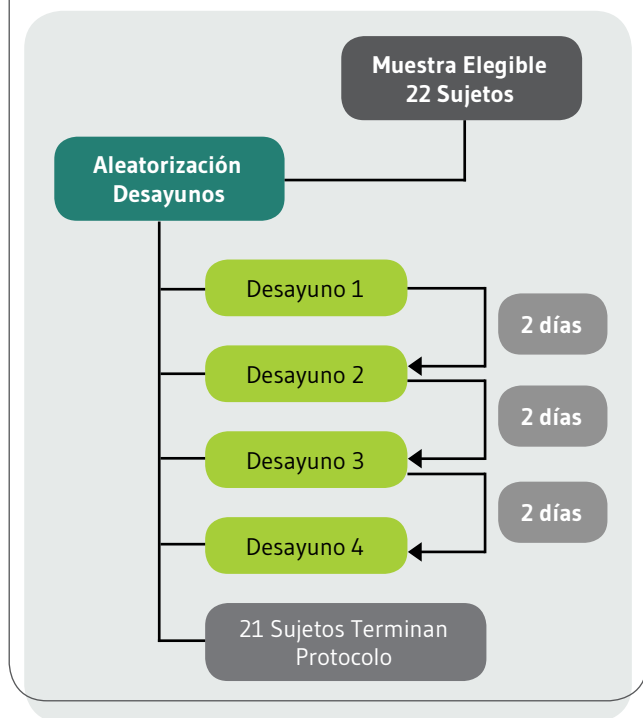 Muestra Elegible
22 Sujetos
Aleatorización
Desayunos
Desayuno 1
2 días
Desayuno 2
2 días
Desayuno 3
2 días
Desayuno 4
21 Sujetos Terminan
Protocolo